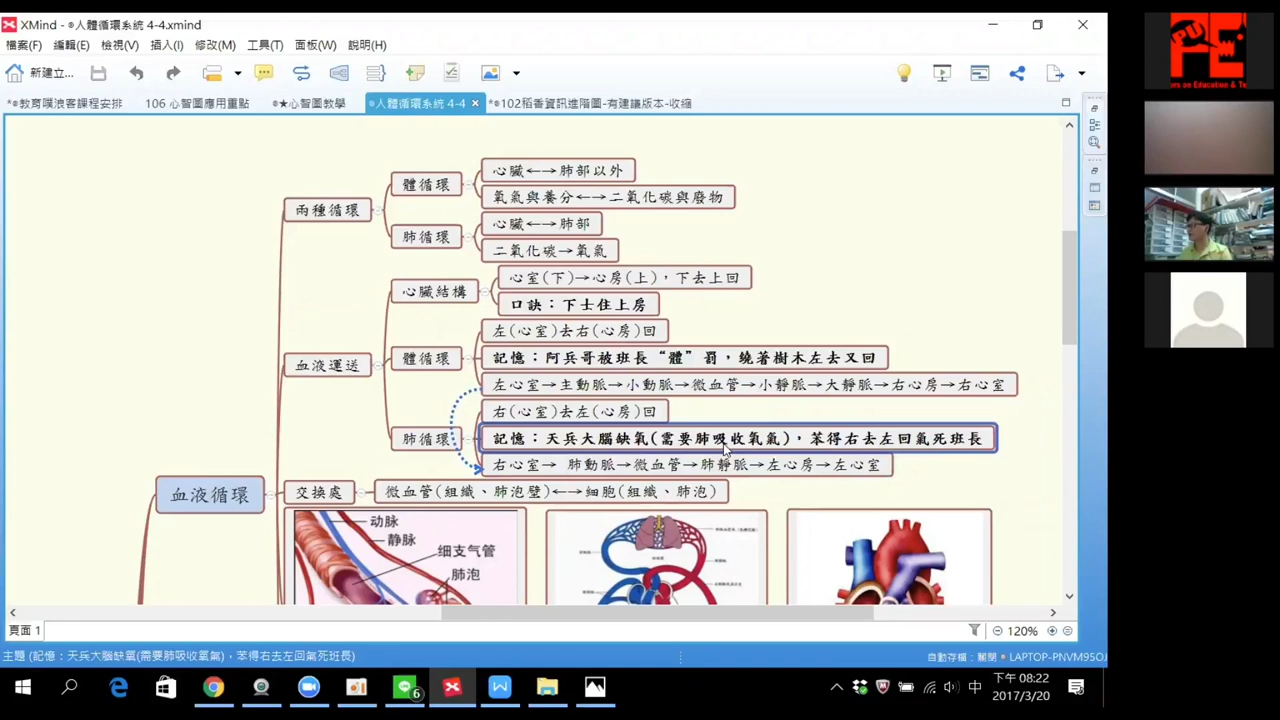 XMind - ®人體循環系統 4-4.xmind
檔案(F) 編輯(E) 檢視(V) 插入(I) 修改(M) 工具(T) 面板(W) 說明(H)
新建立...
*®教育噗浪客課程安排 106 心智圖應用重點 ®★心智圖教學 ®人體循環系統 4-4 *®102稻香資訊進階圖-有建議版本-收縮
心臟←→肺部以外
體循環
氧氣與養分←→二氧化碳與廢物
兩種循環
心臟←→肺部
肺循環
二氧化碳→氧氣
心室(下)→心房(上),下去上回
心臟結構
口訣:下士住上房
左(心室)去右(心房)回
記憶:阿兵哥被班長“體”罰,繞著樹木左去又回
體循環
血液運送
左心室→主動脈→小動脈→微血管→小靜脈→大靜脈→右心房→右心室
右(心室)去左(心房)回
記憶:天兵大腦缺氧(需要肺吸收氧氣),苯得右去左回氣死班長
肺循環
右心室→ 肺動脈→微血管→肺靜脈→左心房→左心室
血液循環
交換處
微血管(組織、肺泡壁)←→細胞(組織、肺泡)
动脉
静脉
细支气管
肺泡
頁面 1
120%
主題 (記憶:天兵大腦缺氧(需要肺吸收氧氣),苯得右去左回氣死班長)
自動存檔:關閉 LAPTOP-PNVM95OJ
6
中
下午 08:22
2017/3/20
PU
FE
ers on Education & Te